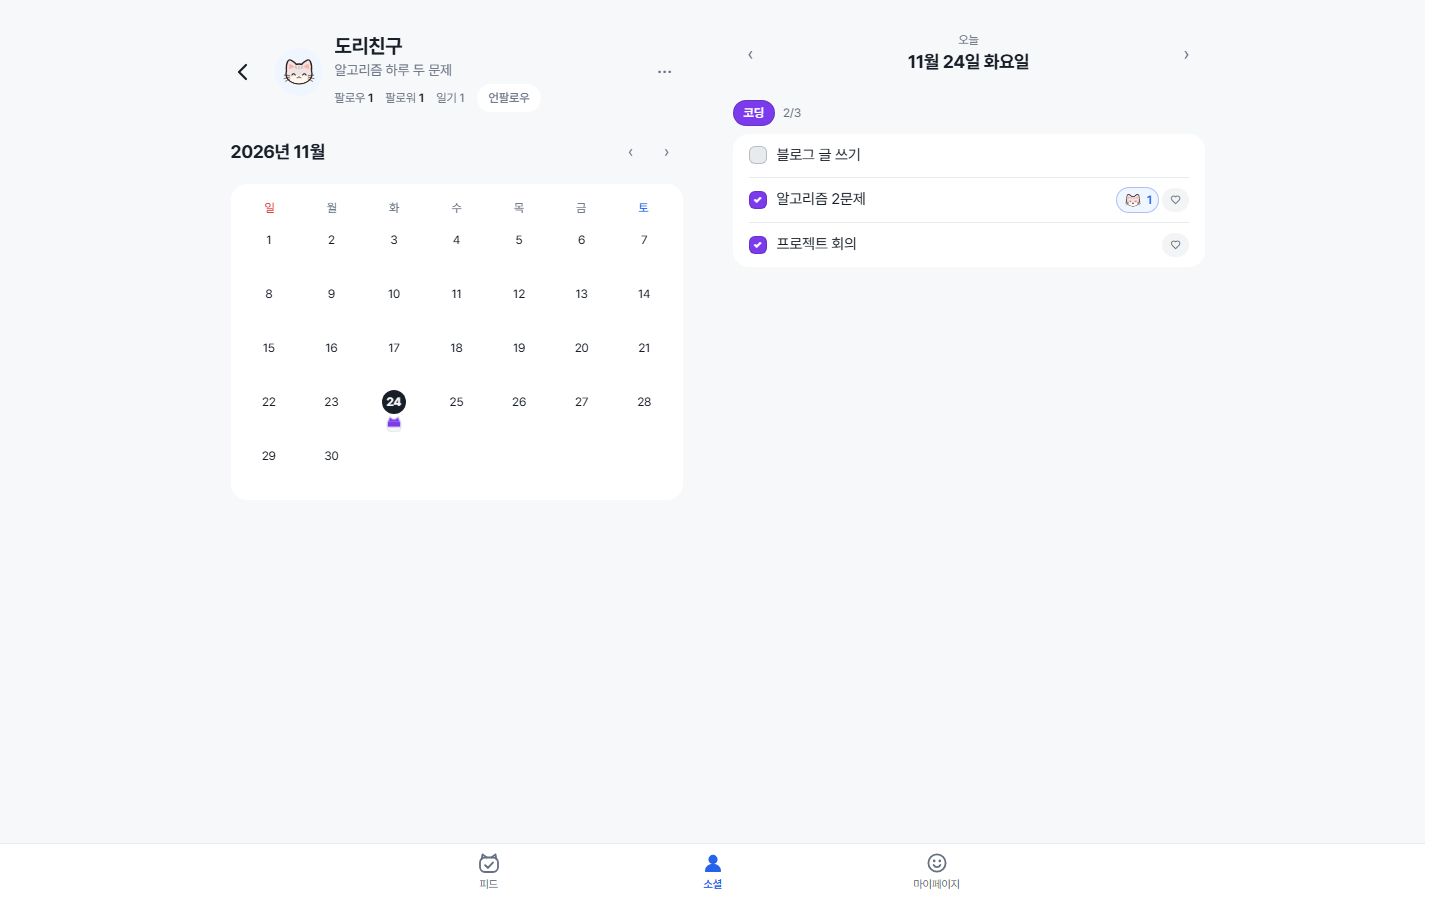 도리친구
알고리즘 하루 두 문제
팔로우 1 팔로워 1 일기 1 언팔로우
2026년 11월
일 월 화 수 목 금 토
1 2 3 4 5 6 7
8 9 10 11 12 13 14
15 16 17 18 19 20 21
22 23 24 25 26 27 28
29 30
오늘
11월 24일 화요일
코딩 2/3
블로그 글 쓰기
알고리즘 2문제 1
프로젝트 회의
피드 소셜 마이페이지